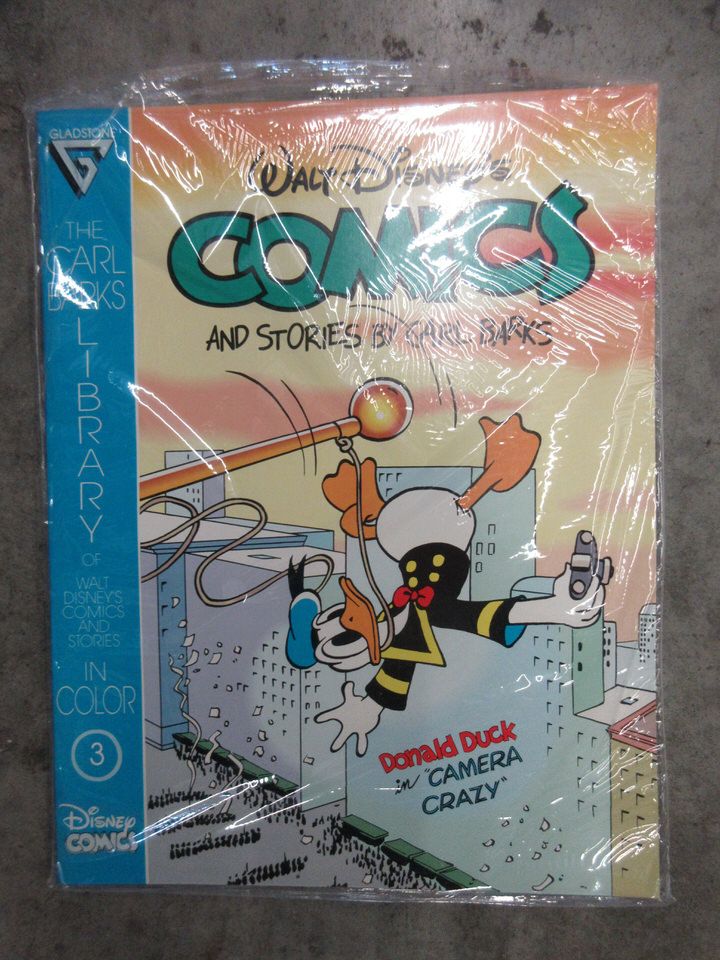 GLADSTONE
THE
CARL
BARKS
LIBRARY
OF
WALT
DISNEY'S
COMICS
AND
STORIES
IN
COLOR
3
DISNEY
COMICS
WALT DISNEY'S
COMICS
AND STORIES BY CARL BARKS
Donald Duck
in "CAMERA
CRAZY"